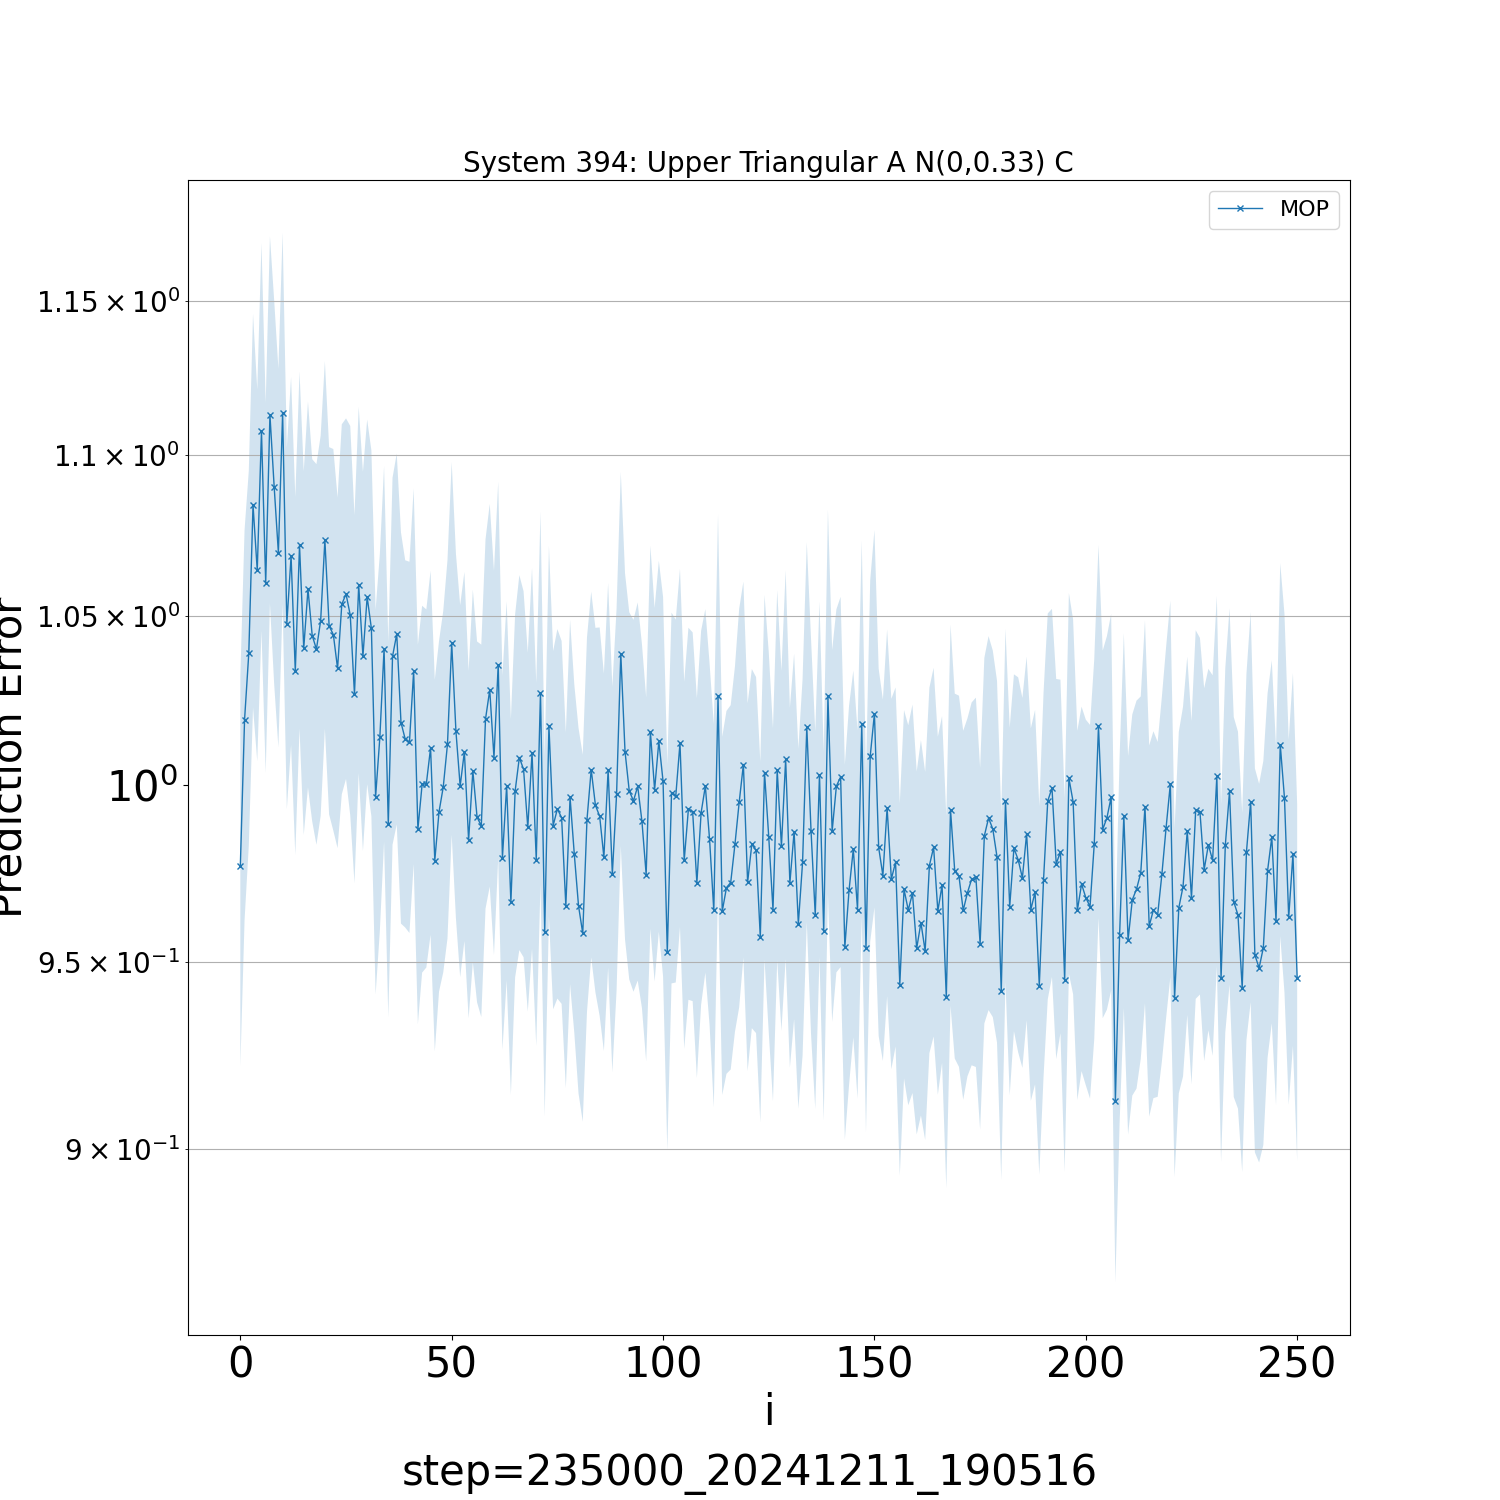 System 394: Upper Triangular A N(0,0.33) C
MOP
1.15 × 10⁰
1.1 × 10⁰
1.05 × 10⁰
10⁰
9.5 × 10⁻¹
9 × 10⁻¹
Prediction Error
0 50 100 150 200 250
i
step=235000_20241211_190516